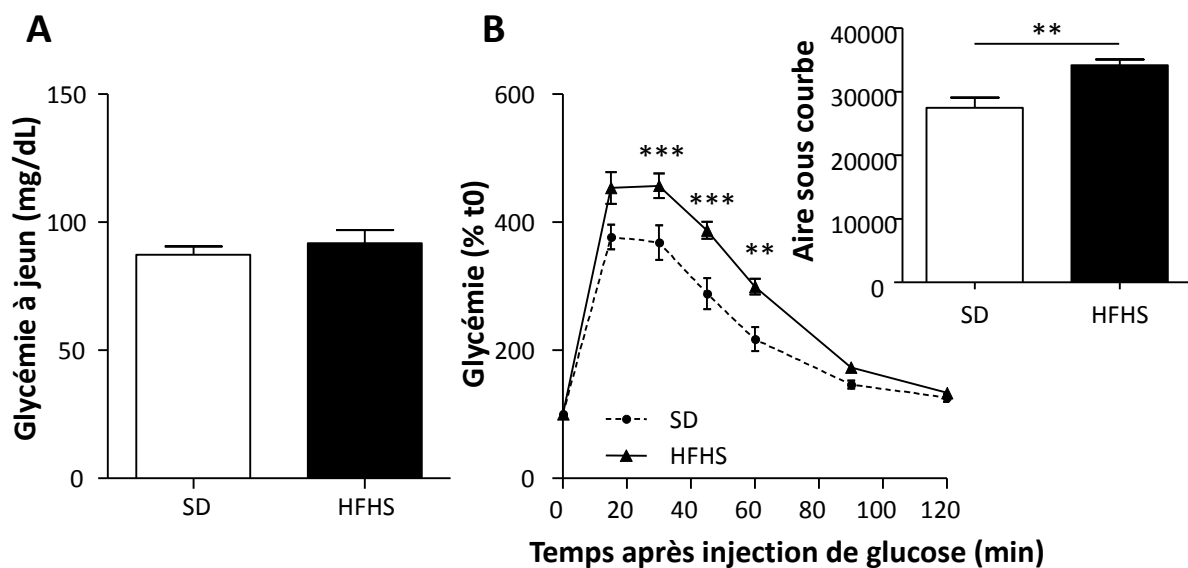 A
Glycémie à jeun (mg/dL)
150
100
50
0
SD
HFHS
B
Glycémie (% t0)
600
400
200
0
***
***
**
SD
HFHS
0
20
40
60
80
100
120
Temps après injection de glucose (min)
Aire sous courbe
40000
30000
20000
10000
0
**
SD
HFHS